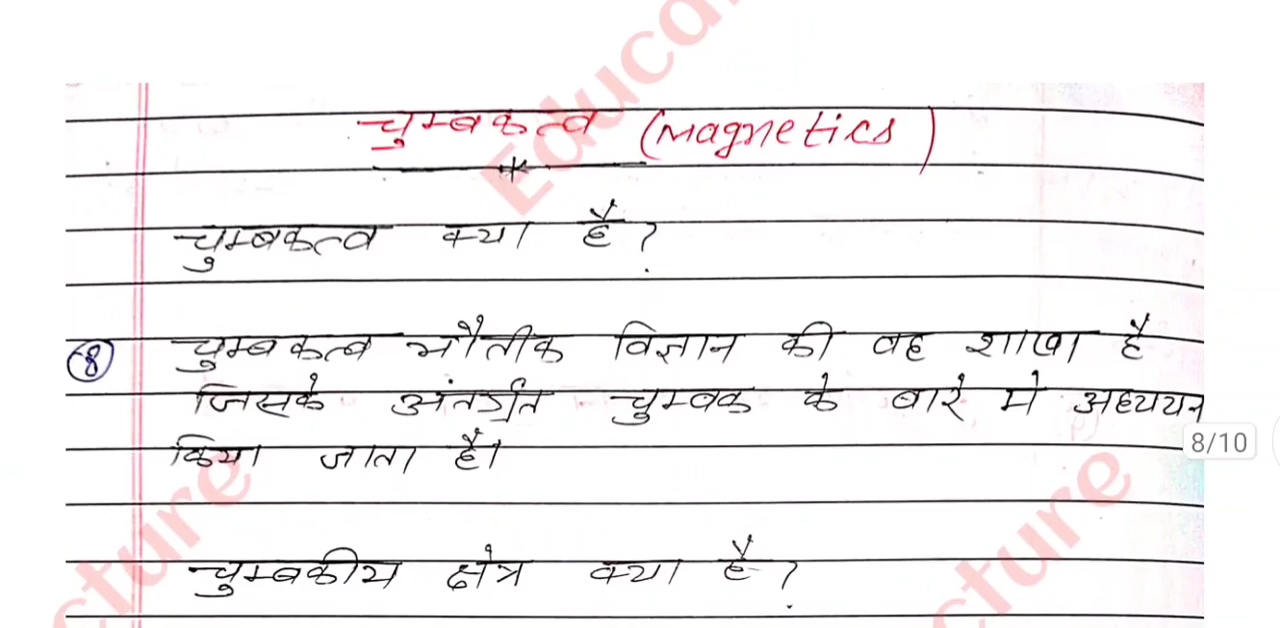 चुम्बकत्व (Magnetics)
चुम्बकत्व क्या है?
8 चुम्बकत्व भौतीक विज्ञान की वह शाखा है
जिसके अंतर्गत चुम्बक के बारे मे अध्ययन
किया जाता है।
8/10
चुम्बकीय क्षेत्र क्या है?